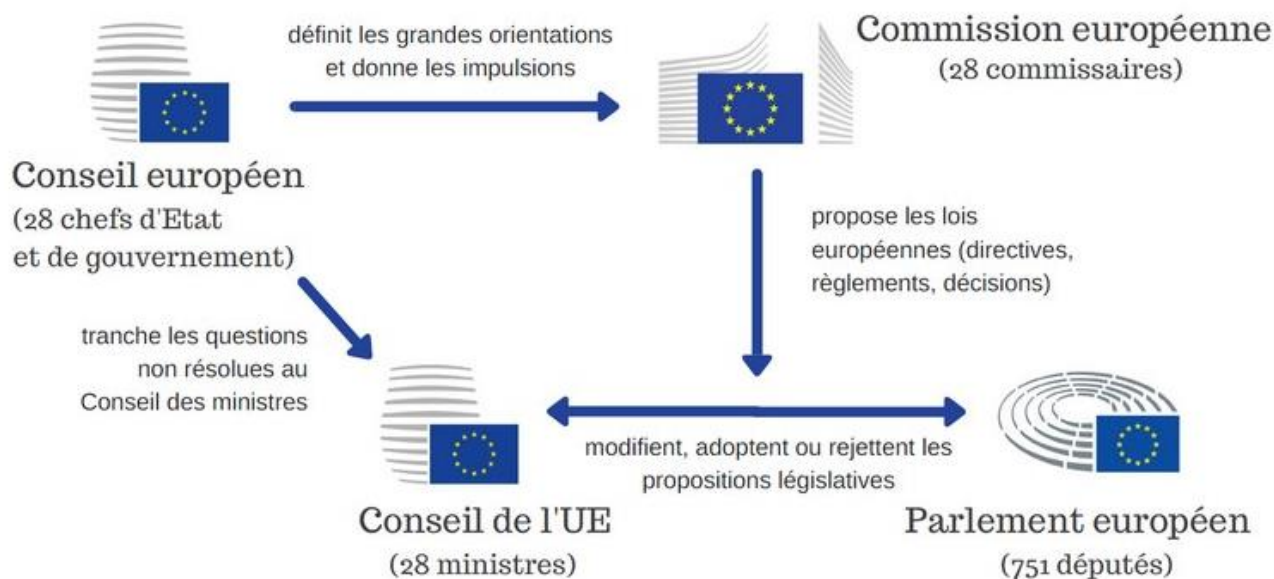 définit les grandes orientations
et donne les impulsions
Commission européenne
(28 commissaires)
Conseil européen
(28 chefs d'Etat
et de gouvernement)
propose les lois
européennes (directives,
règlements, décisions)
tranche les questions
non résolues au
Conseil des ministres
modifient, adoptent ou rejettent les
propositions législatives
Conseil de l'UE
(28 ministres)
Parlement européen
(751 députés)